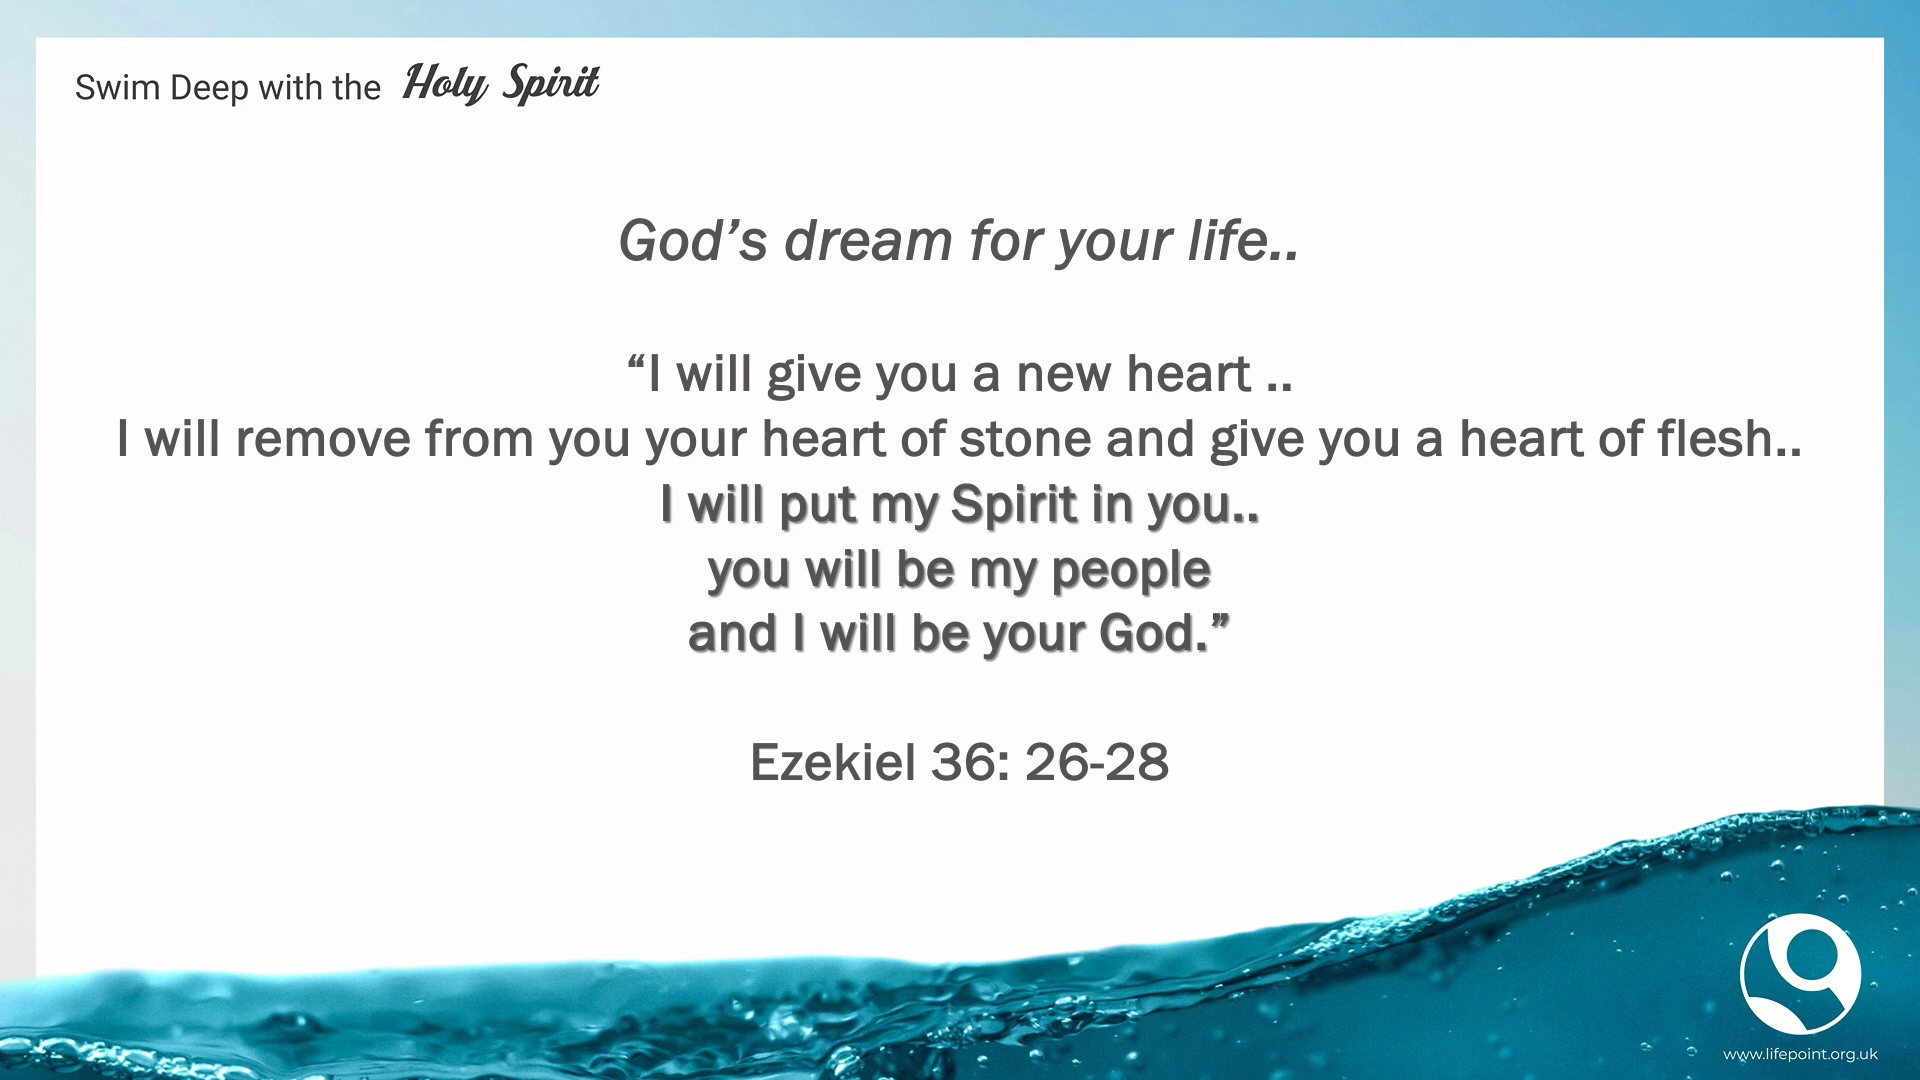 Swim Deep with the Holy Spirit
God’s dream for your life..
“I will give you a new heart ..
I will remove from you your heart of stone and give you a heart of flesh..
I will put my Spirit in you..
you will be my people
and I will be your God.”
Ezekiel 36: 26-28
www.lifepoint.org.uk